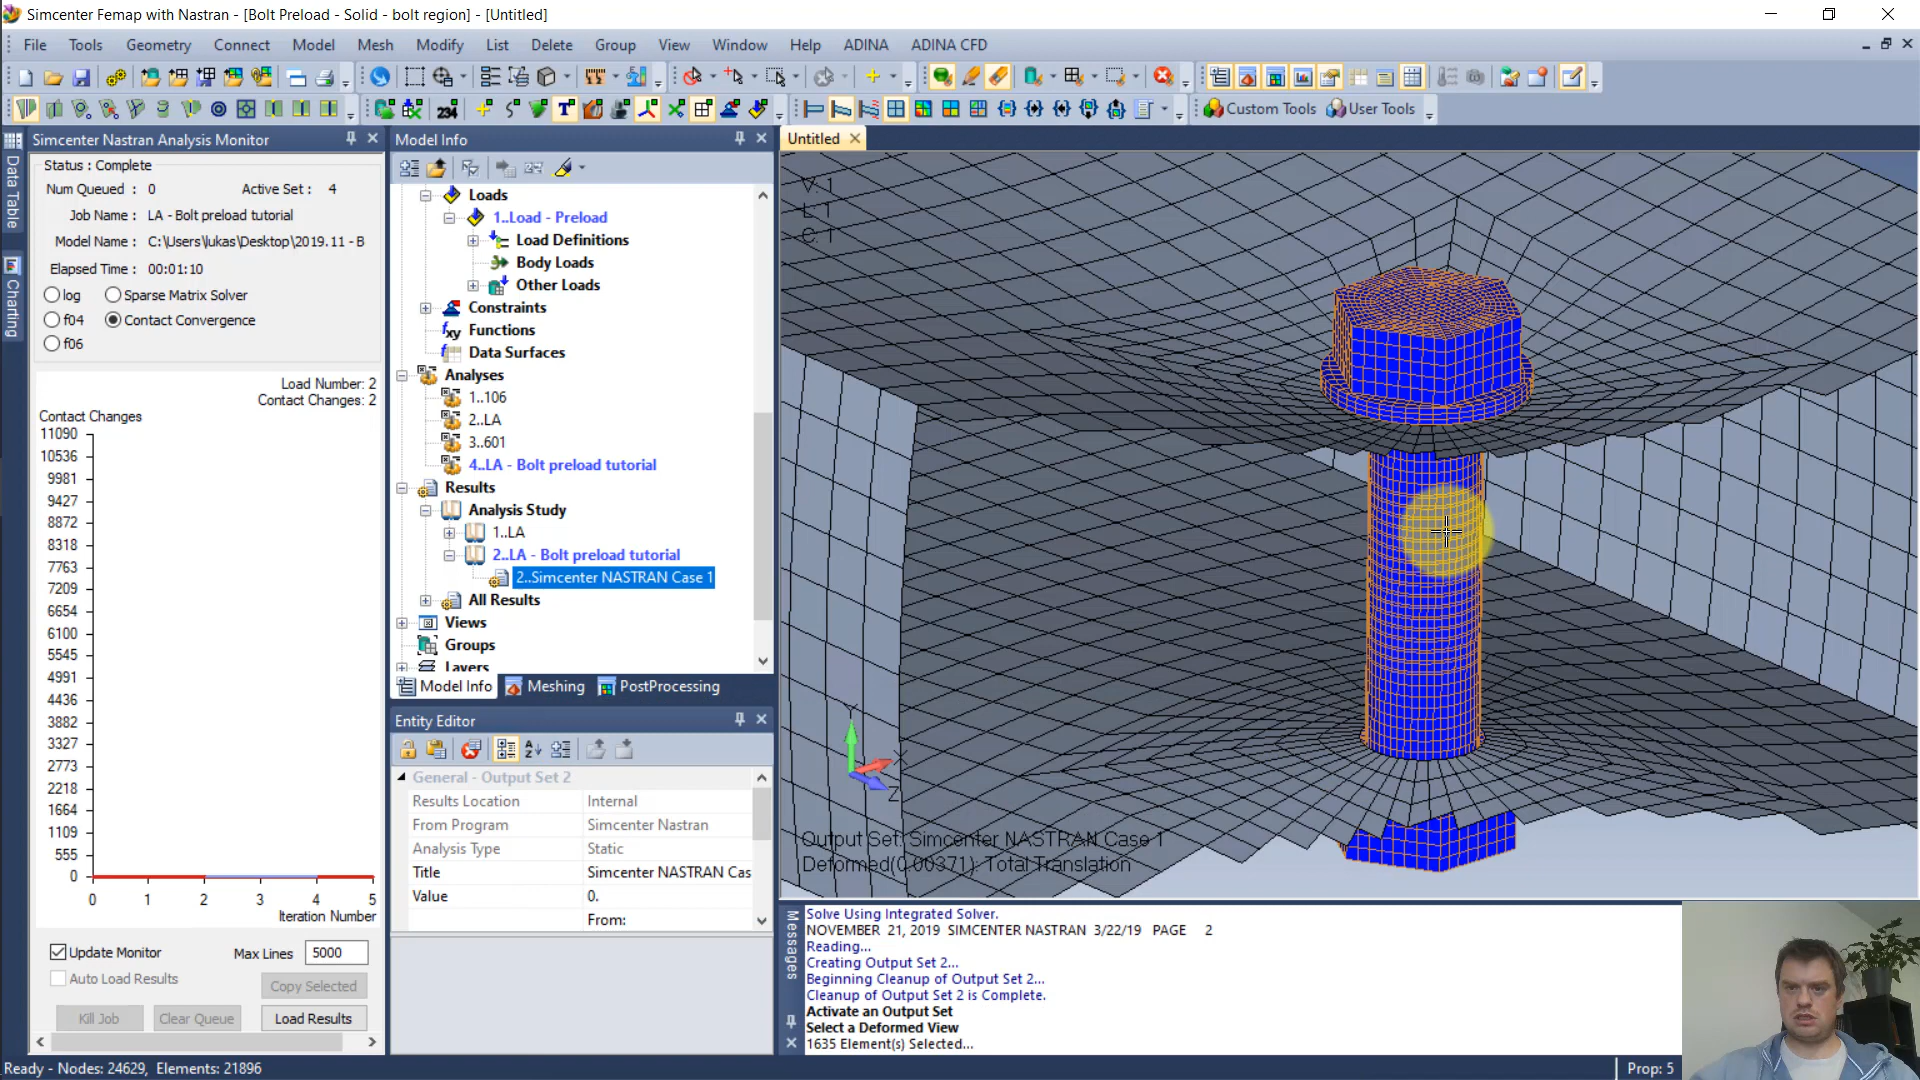 Simcenter Femap with Nastran - [Bolt Preload - Solid - bolt region] - [Untitled]
File Tools Geometry Connect Model Mesh Modify List Delete Group View Window Help ADINA ADINA CFD
234
T
Custom Tools User Tools
Data Table
Charting
Simcenter Nastran Analysis Monitor
Status : Complete
Num Queued : 0 Active Set : 4
Job Name : LA - Bolt preload tutorial
Model Name : C:\Users\lukas\Desktop\2019.11 - B
Elapsed Time : 00:01:10
log Sparse Matrix Solver
f04 Contact Convergence
f06
Load Number: 2
Contact Changes: 2
Contact Changes
11090
10536
9981
9427
8872
8318
7763
7209
6654
6100
5545
4991
4436
3882
3327
2773
2218
1664
1109
555
0
0 1 2 3 4 5
Iteration Number
Update Monitor Max Lines 5000
Auto Load Results Copy Selected
Kill Job Clear Queue Load Results
Model Info
Loads
1..Load - Preload
Load Definitions
Body Loads
Other Loads
Constraints
fxy Functions
Data Surfaces
Analyses
1..106
2..LA
3..601
4..LA - Bolt preload tutorial
Results
Analysis Study
1..LA
2..LA - Bolt preload tutorial
2..Simcenter NASTRAN Case 1
All Results
Views
Groups
Layers
Model Info Meshing PostProcessing
Entity Editor
General - Output Set 2
Results Location Internal
From Program Simcenter Nastran
Analysis Type Static
Title Simcenter NASTRAN Cas
Value 0.
From:
Untitled
V: 1
L: 1
C: 1
Y
X
Z
Output Set: Simcenter NASTRAN Case 1
Deformed(0.00371): Total Translation
Messages
Solve Using Integrated Solver.
NOVEMBER 21, 2019 SIMCENTER NASTRAN 3/22/19 PAGE 2
Reading...
Creating Output Set 2...
Beginning Cleanup of Output Set 2...
Cleanup of Output Set 2 is Complete.
Activate an Output Set
Select a Deformed View
1635 Element(s) Selected...
Ready - Nodes: 24629, Elements: 21896
Prop: 5